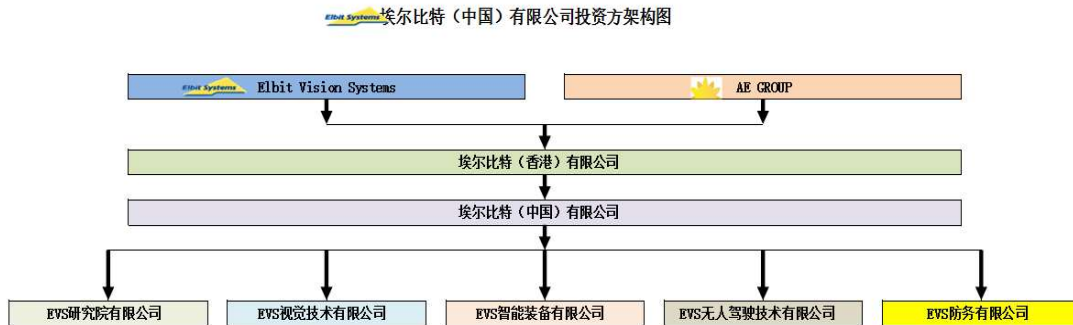 Elbit Systems 埃尔比特（中国）有限公司投资方架构图
Elbit Systems Elbit Vision Systems
AE GROUP
埃尔比特（香港）有限公司
埃尔比特（中国）有限公司
EVS研究院有限公司
EVS视觉技术有限公司
EVS智能装备有限公司
EVS无人驾驶技术有限公司
EVS防务有限公司